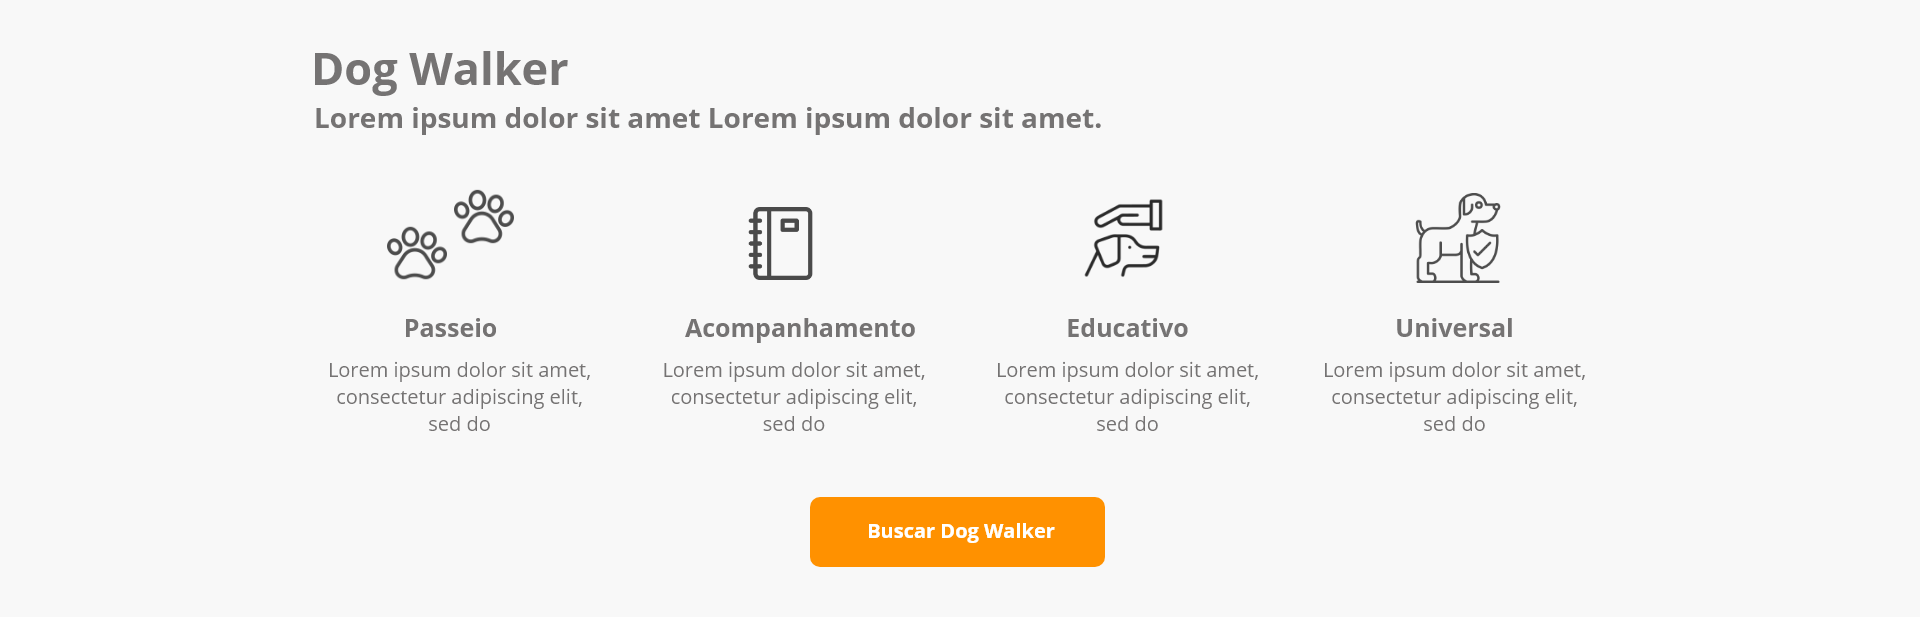 Dog Walker
Lorem ipsum dolor sit amet Lorem ipsum dolor sit amet.
Passeio
Lorem ipsum dolor sit amet,
consectetur adipiscing elit,
sed do
Acompanhamento
Lorem ipsum dolor sit amet,
consectetur adipiscing elit,
sed do
Educativo
Lorem ipsum dolor sit amet,
consectetur adipiscing elit,
sed do
Universal
Lorem ipsum dolor sit amet,
consectetur adipiscing elit,
sed do
Buscar Dog Walker